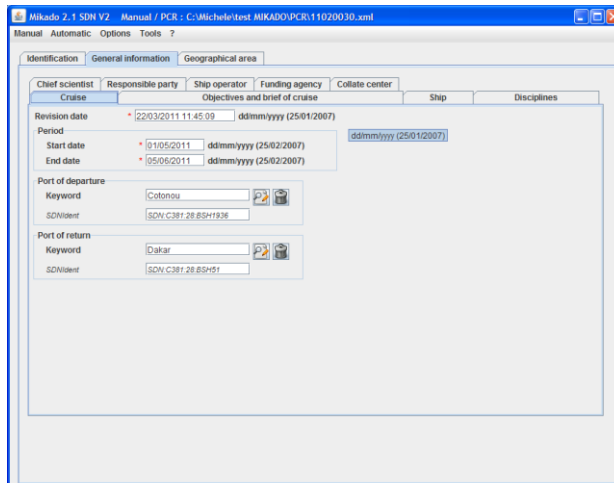 Mikado 2.1 SDN V2 Manual / PCR : C:\Michele\test MIKADO\PCR\11020030.xml
Manual Automatic Options Tools ?
Identification General information Geographical area
Chief scientist Responsible party Ship operator Funding agency Collate center
Cruise Objectives and brief of cruise Ship Disciplines
Revision date * 22/03/2011 11:45:09 dd/mm/yyyy (25/01/2007)
Period dd/mm/yyyy (25/01/2007)
Start date * 01/05/2011 dd/mm/yyyy (25/02/2007)
End date * 05/06/2011 dd/mm/yyyy (25/02/2007)
Port of departure
Keyword Cotonou
SDNIdent SDN:C381:28:BSH1936
Port of return
Keyword Dakar
SDNIdent SDN:C381:28:BSH51